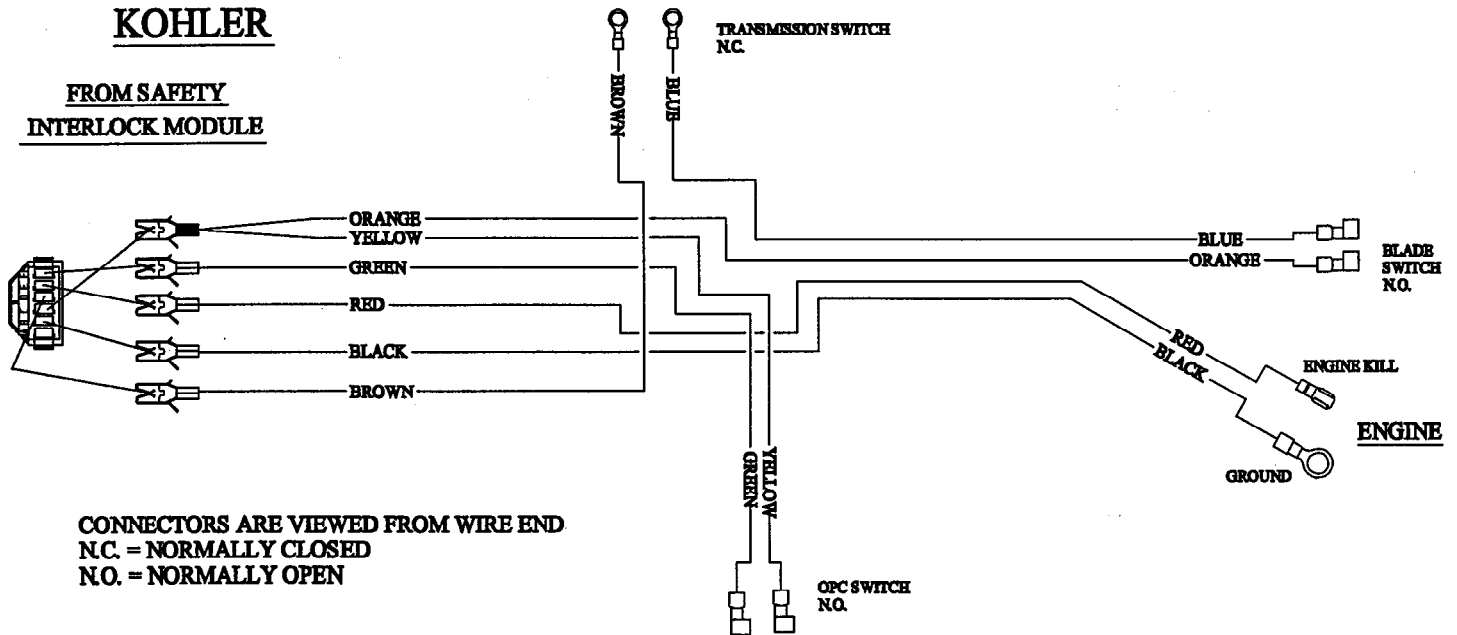 KOHLER
FROM SAFETY
INTERLOCK MODULE
TRANSMISSION SWITCH
N.C.
BROWN
BLUE
ORANGE
YELLOW
GREEN
RED
BLACK
BROWN
BLUE
ORANGE
BLADE
SWITCH
N.O.
RED
BLACK
ENGINE KILL
ENGINE
GROUND
GREEN
YELLOW
CONNECTORS ARE VIEWED FROM WIRE END
N.C. = NORMALLY CLOSED
N.O. = NORMALLY OPEN
OPC SWITCH
N.O.